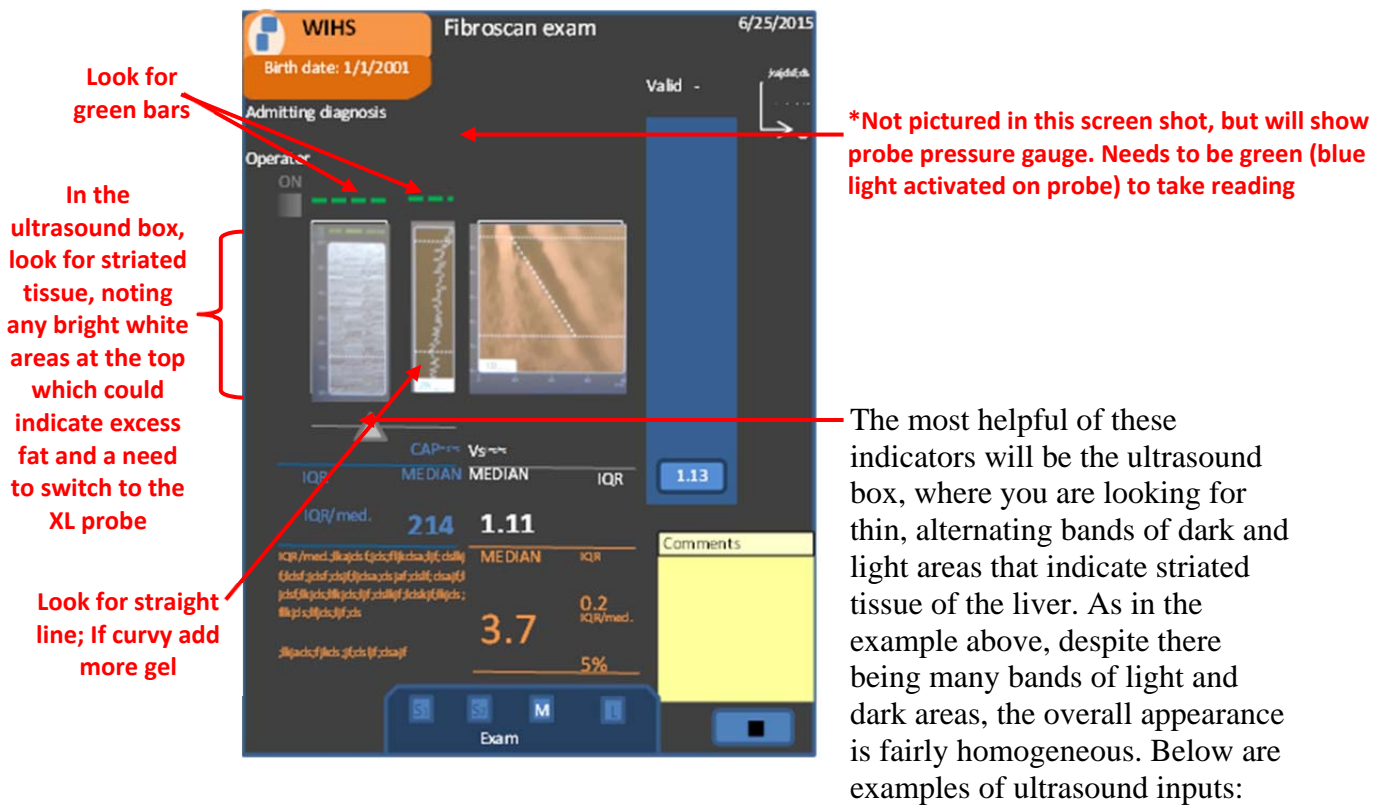 WIHS
Fibroscan exam
6/25/2015
Birth date: 1/1/2001
Look for
green bars
Valid -
Admitting diagnosis
*Not pictured in this screen shot, but will show
probe pressure gauge. Needs to be green (blue
light activated on probe) to take reading
Operator
ON
In the
ultrasound box,
look for striated
tissue, noting
any bright white
areas at the top
which could
indicate excess
fat and a need
to switch to the
XL probe
CAP
Vs
IQR
MEDIAN
MEDIAN
IQR
1.13
IQR/med.
214
1.11
MEDIAN
IQR
IQR/med.
3.7
0.2
IQR/med.
5%
Comments
Look for straight
line; If curvy add
more gel
S1
S2
M
L
Exam
The most helpful of these
indicators will be the ultrasound
box, where you are looking for
thin, alternating bands of dark and
light areas that indicate striated
tissue of the liver. As in the
example above, despite there
being many bands of light and
dark areas, the overall appearance
is fairly homogeneous. Below are
examples of ultrasound inputs: